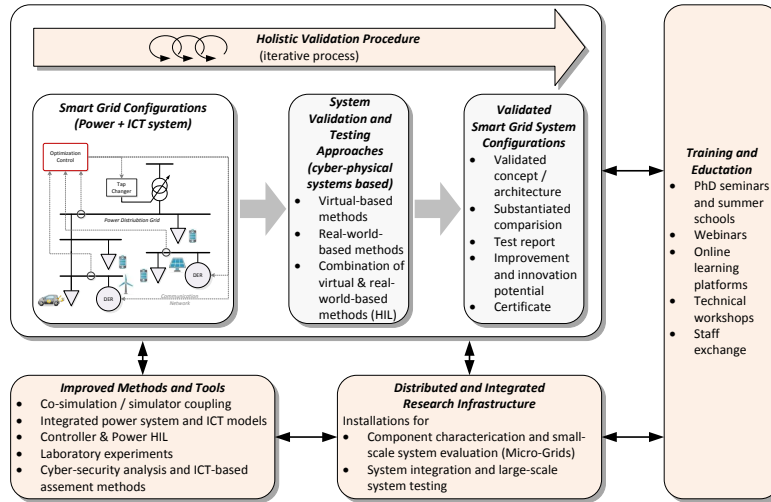 Holistic Validation Procedure
(iterative process)
Smart Grid Configurations
(Power + ICT system)
Optimization
Control
Tap
Changer
Power Distriubtion Grid
DER
DER
Communication
Network
System
Validation and
Testing
Approaches
(cyber-physical
systems based)
• Virtual-based
methods
• Real-world-
based methods
• Combination of
virtual & real-
world-based
methods (HIL)
Validated
Smart Grid System
Configurations
• Validated
concept /
architecture
• Substantiated
comparision
• Test report
• Improvement
and innovation
potential
• Certificate
Training and
Eductation
• PhD seminars
and summer
schools
• Webinars
• Online
learning
platforms
• Technical
workshops
• Staff
exchange
Improved Methods and Tools
• Co-simulation / simulator coupling
• Integrated power system and ICT models
• Controller & Power HIL
• Laboratory experiments
• Cyber-security analysis and ICT-based
assement methods
Distributed and Integrated
Research Infrastructure
Installations for
• Component characterication and small-
scale system evaluation (Micro-Grids)
• System integration and large-scale
system testing